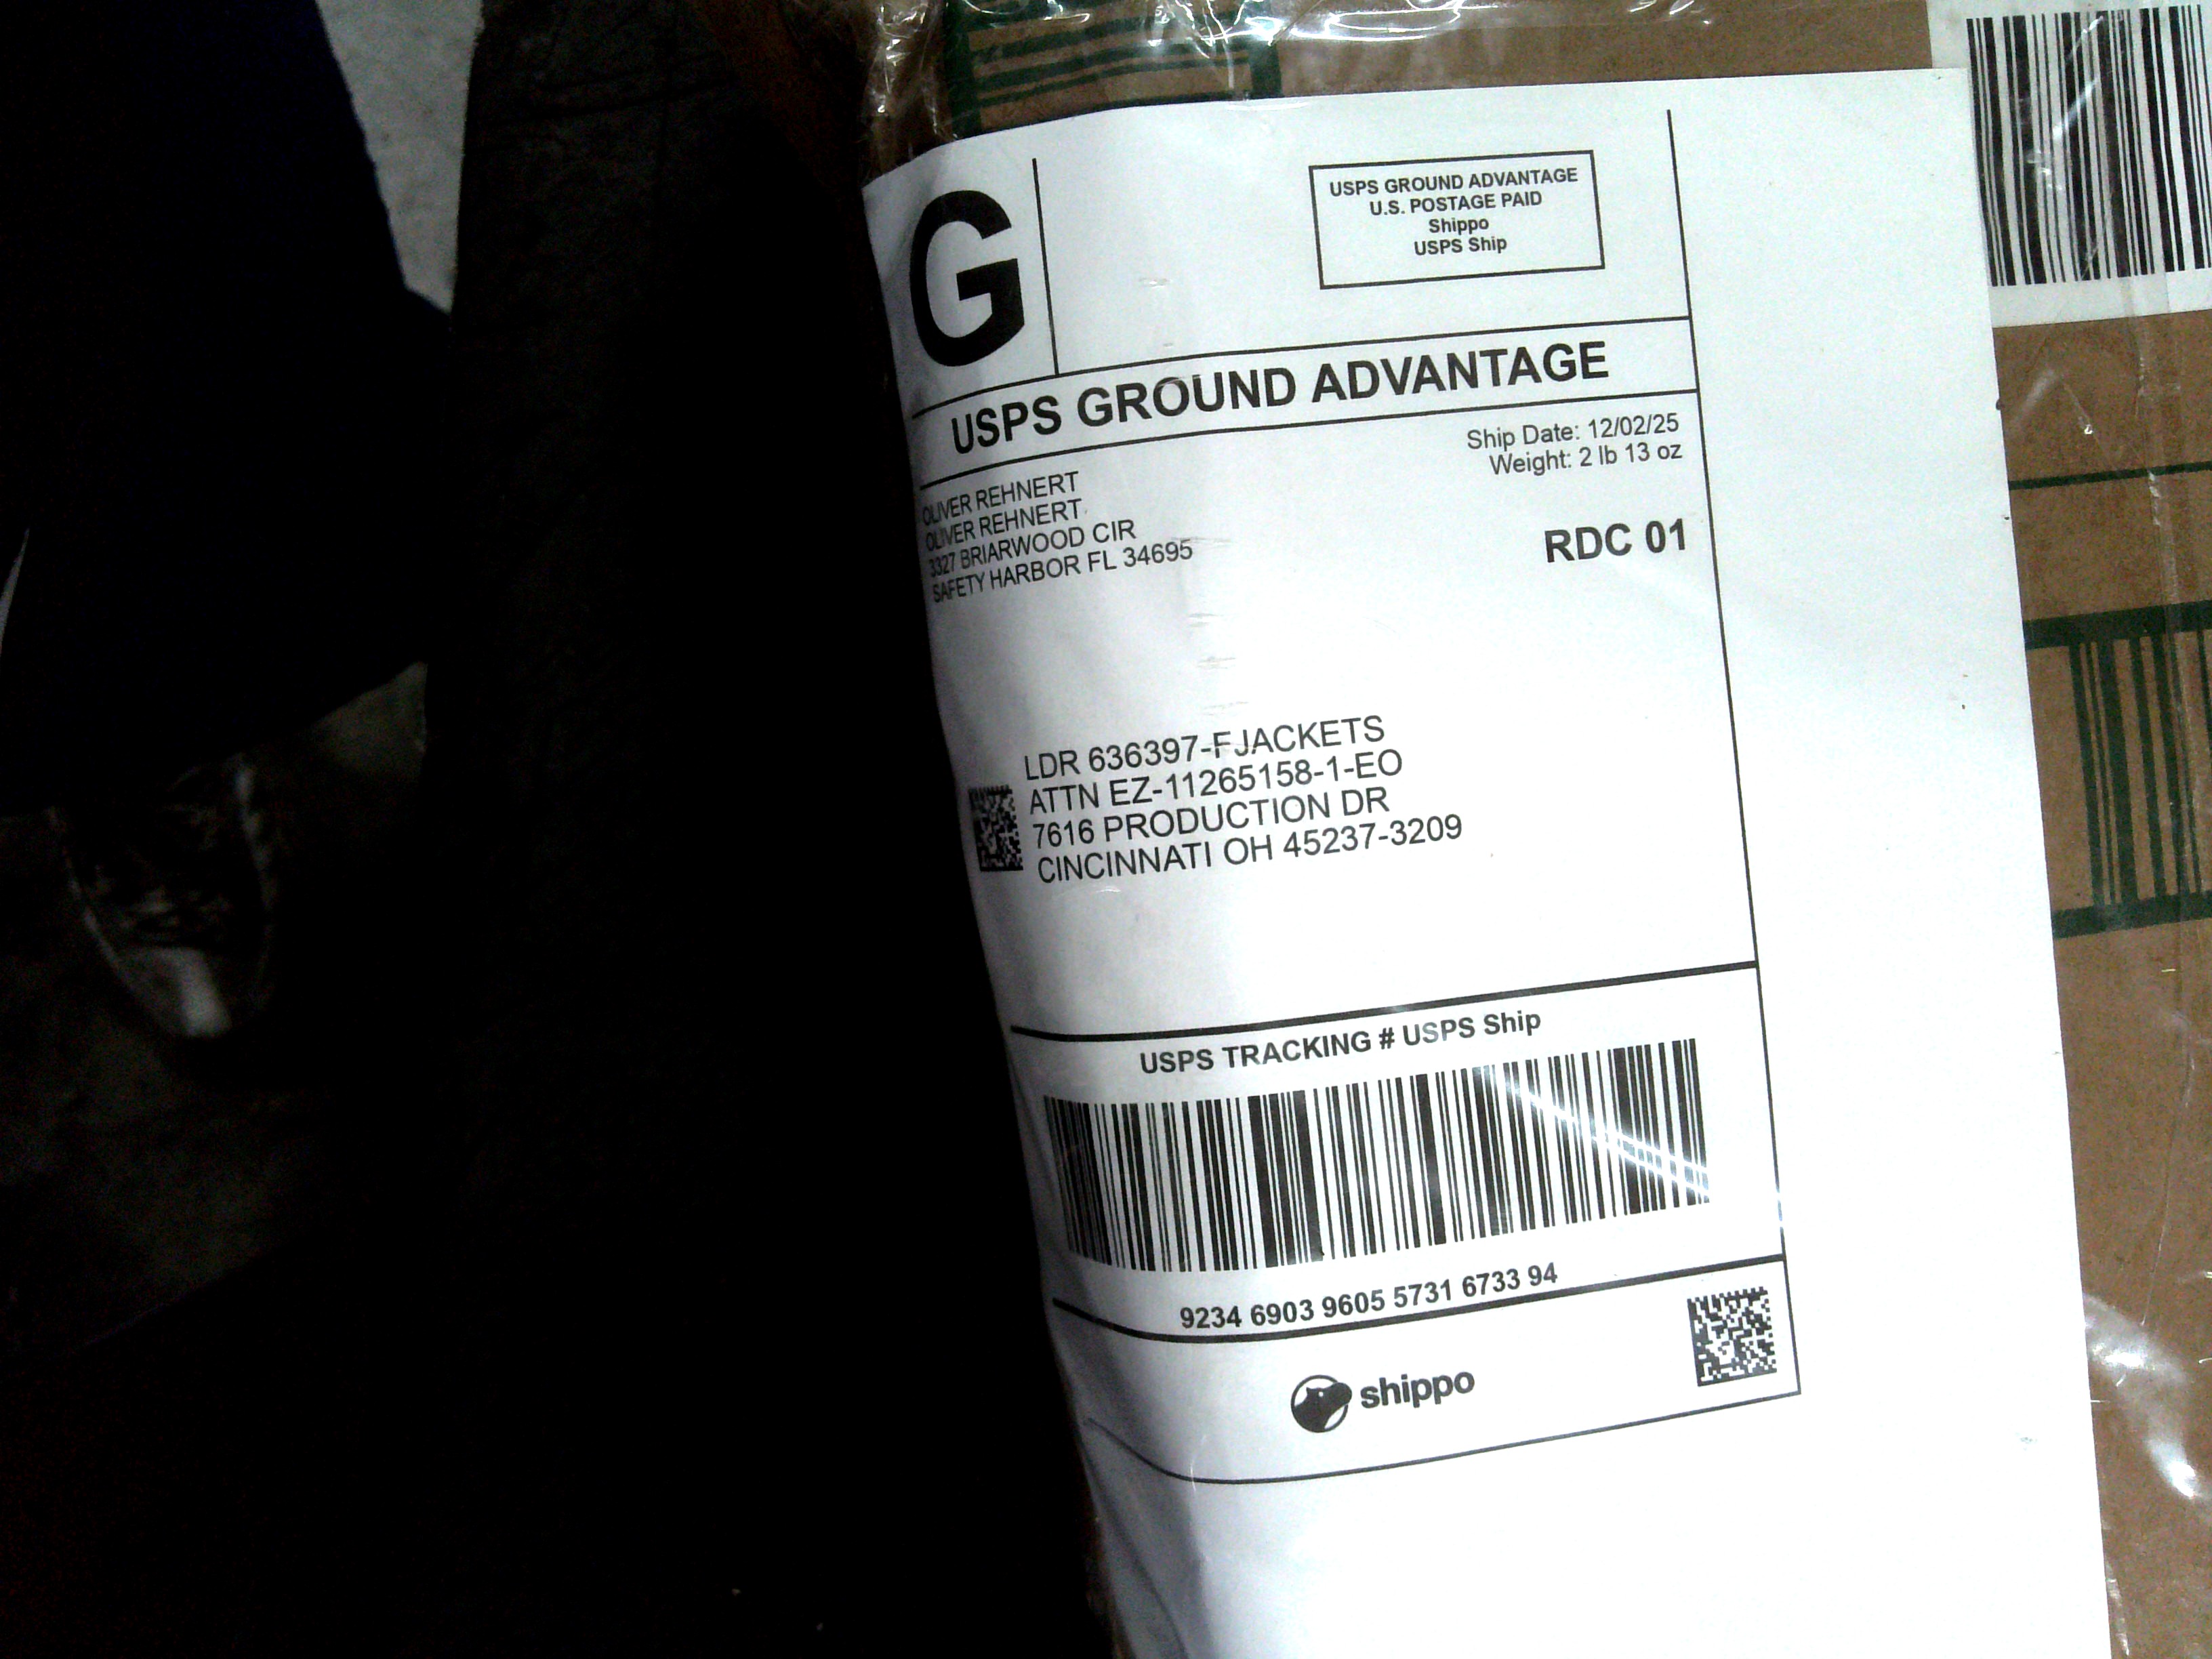 G
USPS GROUND ADVANTAGE
U.S. POSTAGE PAID
Shippo
USPS Ship
USPS GROUND ADVANTAGE
Ship Date: 12/02/25
Weight: 2 lb 13 oz
OLIVER REHNERT
OLIVER REHNERT
3327 BRIARWOOD CIR
SAFETY HARBOR FL 34695
RDC 01
LDR 636397-FJACKETS
ATTN EZ-11265158-1-EO
7616 PRODUCTION DR
CINCINNATI OH 45237-3209
USPS TRACKING # USPS Ship
9234 6903 9605 5731 6733 94
shippo